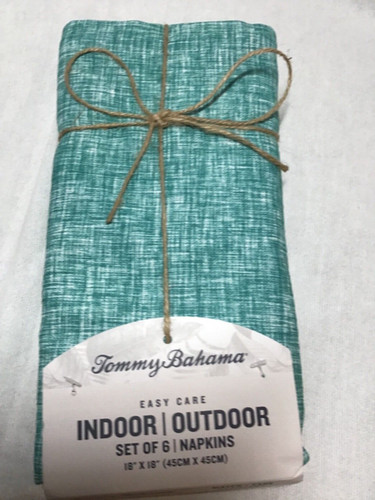 Tommy Bahama
EASY CARE
INDOOR | OUTDOOR
SET OF 6 | NAPKINS
18" X 18" (45CM X 45CM)